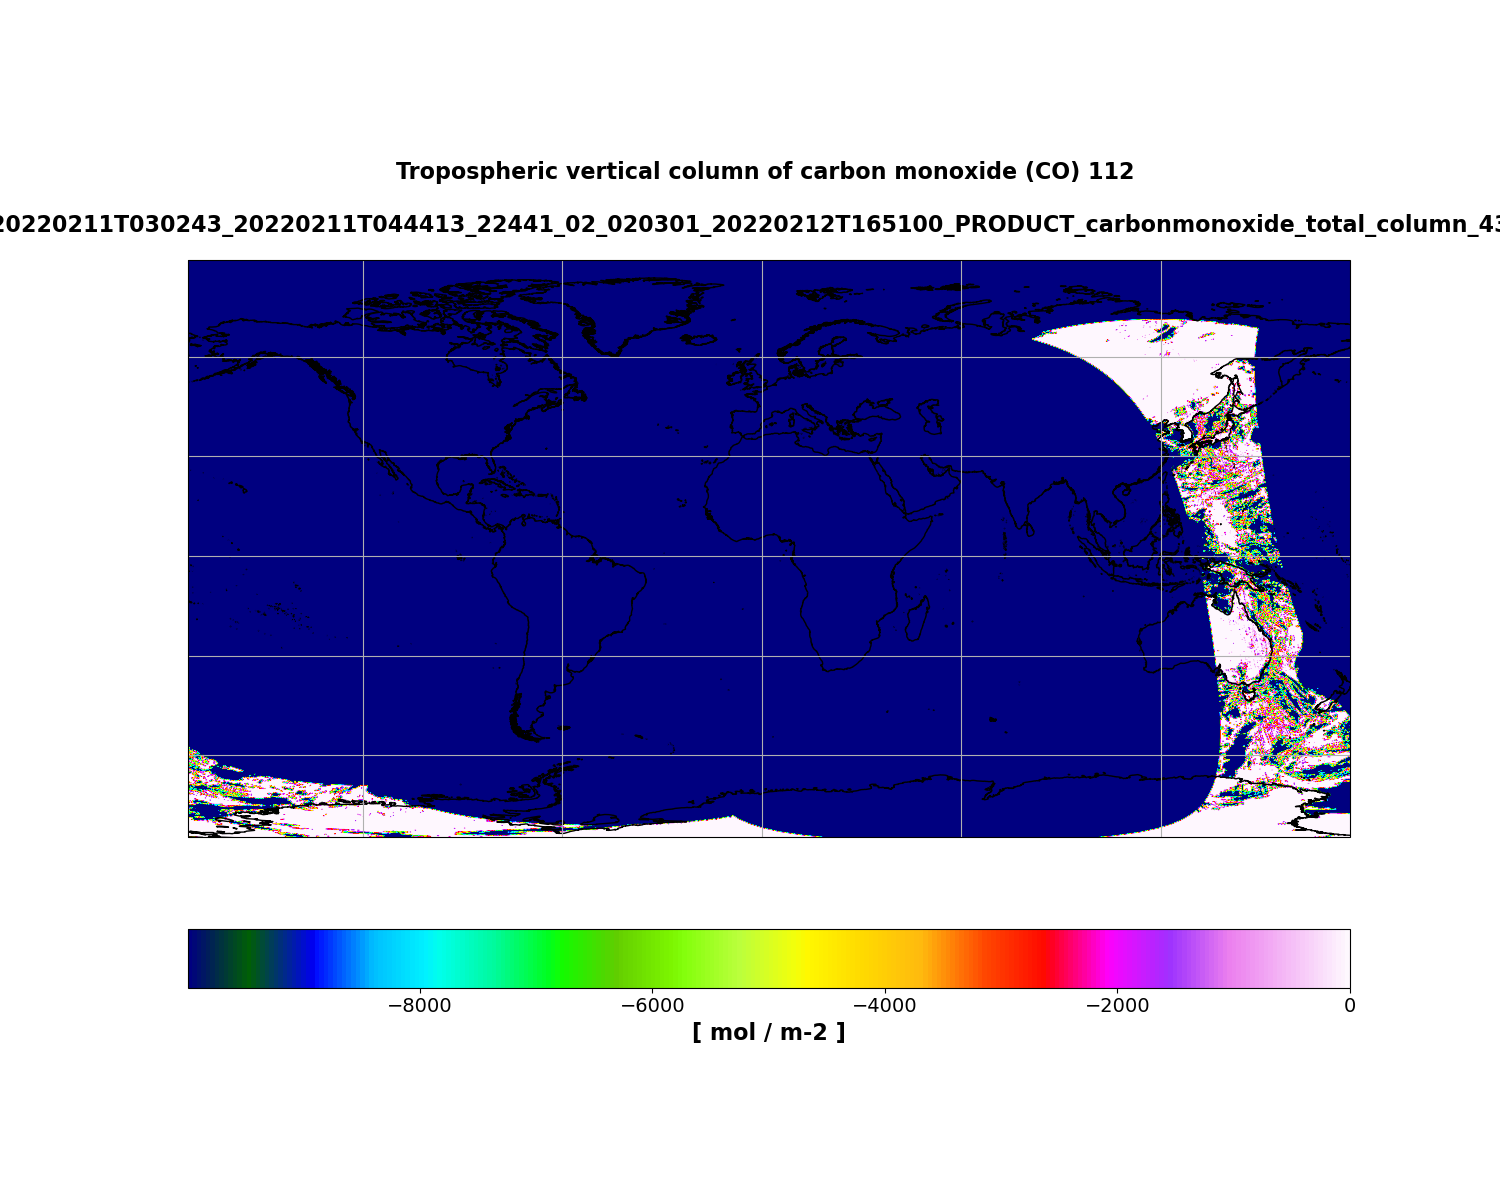 Tropospheric vertical column of carbon monoxide (CO) 112
20220211T030243_20220211T044413_22441_02_020301_20220212T165100_PRODUCT_carbonmonoxide_total_column_43
−8000 −6000 −4000 −2000 0
[ mol / m-2 ]